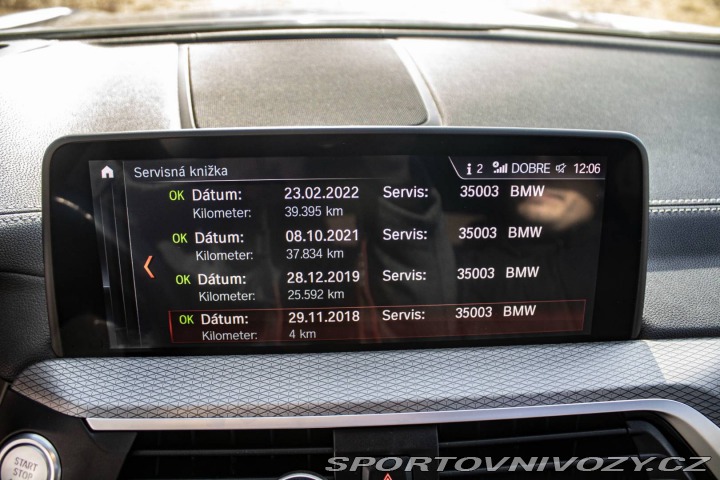 Servisná knižka
i 2 DOBRE 12:06
OK Dátum: 23.02.2022 Servis: 35003 BMW
Kilometer: 39.395 km
OK Dátum: 08.10.2021 Servis: 35003 BMW
Kilometer: 37.834 km
OK Dátum: 28.12.2019 Servis: 35003 BMW
Kilometer: 25.592 km
OK Dátum: 29.11.2018 Servis: 35003 BMW
Kilometer: 4 km
START
STOP
SPORTOVNIVOZY.CZ